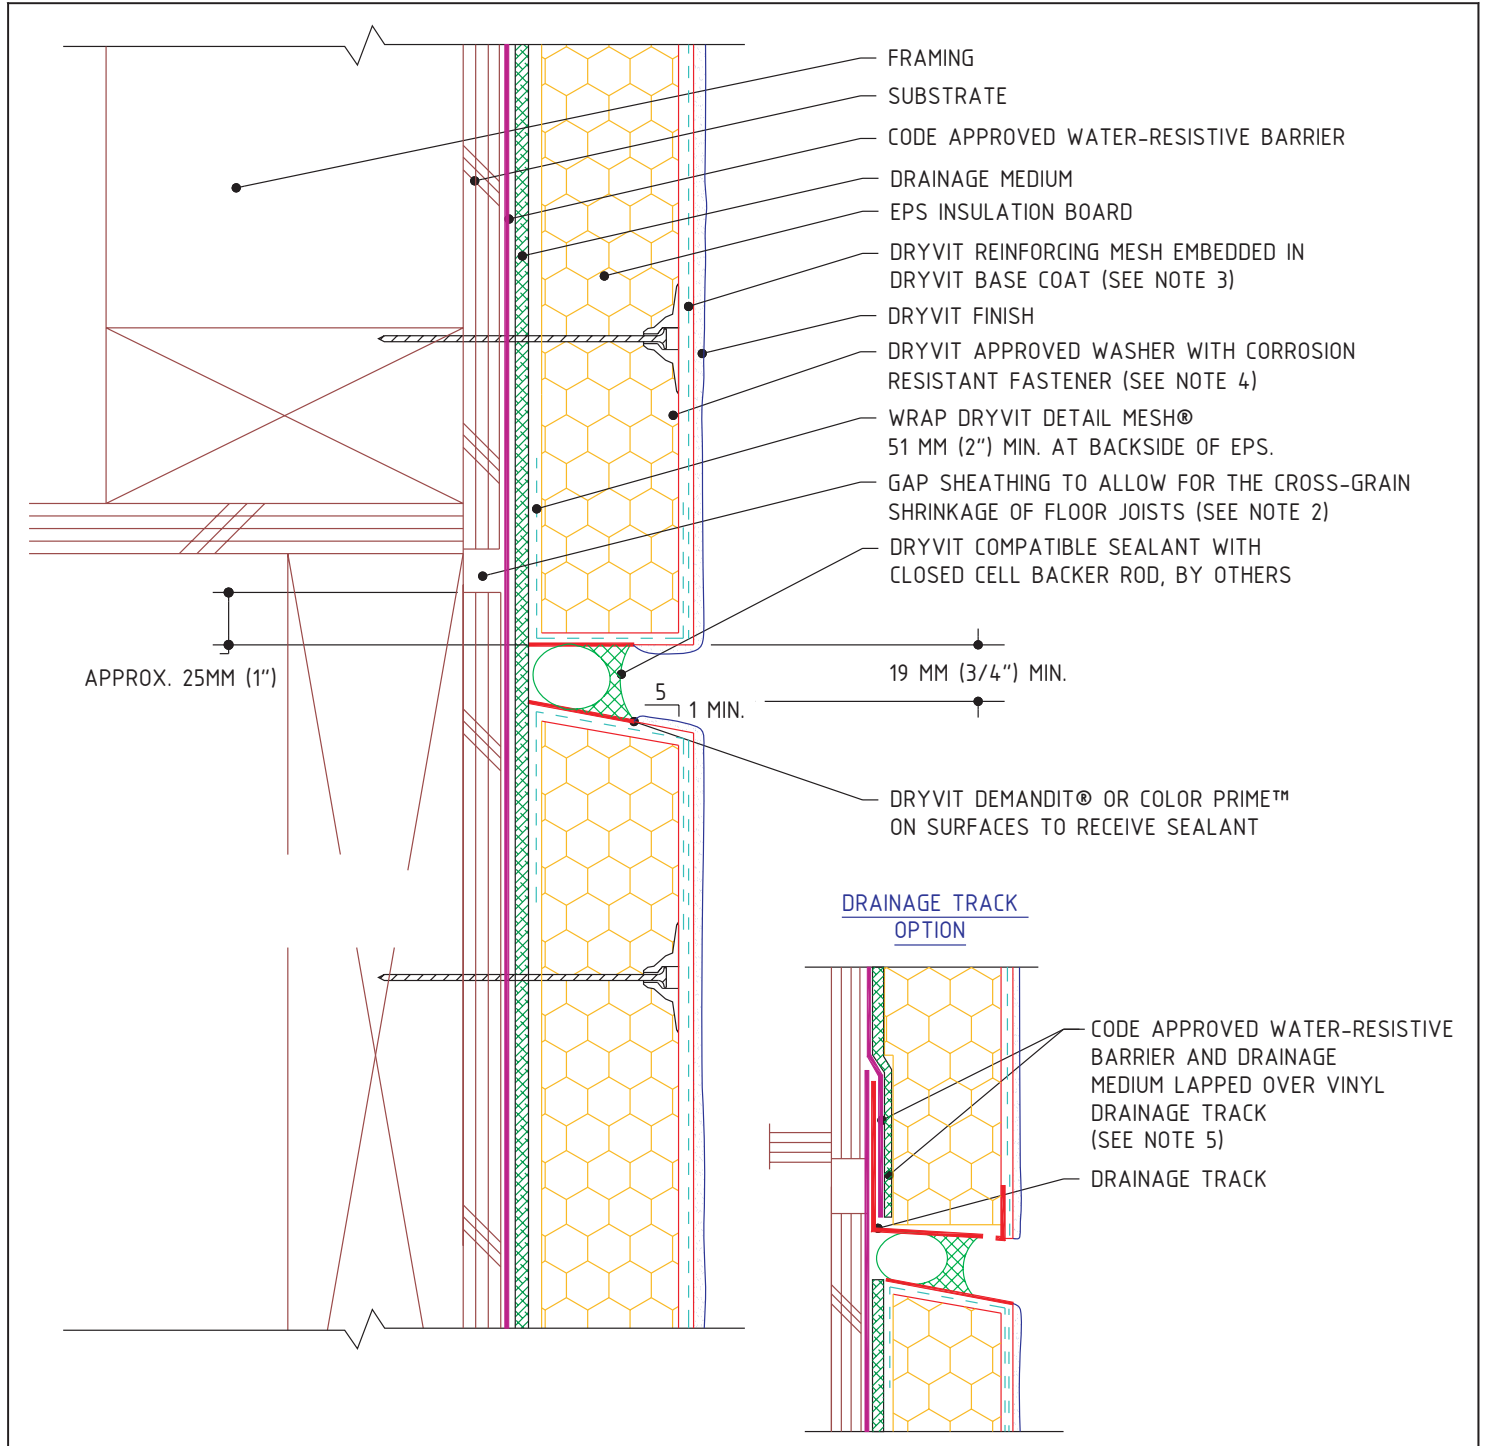 FRAMING
SUBSTRATE
CODE APPROVED WATER-RESISTIVE BARRIER
DRAINAGE MEDIUM
EPS INSULATION BOARD
DRYVIT REINFORCING MESH EMBEDDED IN
DRYVIT BASE COAT (SEE NOTE 3)
DRYVIT FINISH
DRYVIT APPROVED WASHER WITH CORROSION
RESISTANT FASTENER (SEE NOTE 4)
WRAP DRYVIT DETAIL MESH®
51 MM (2") MIN. AT BACKSIDE OF EPS.
GAP SHEATHING TO ALLOW FOR THE CROSS-GRAIN
SHRINKAGE OF FLOOR JOISTS (SEE NOTE 2)
DRYVIT COMPATIBLE SEALANT WITH
CLOSED CELL BACKER ROD, BY OTHERS
APPROX. 25MM (1")
19 MM (3/4") MIN.
5
1 MIN.
DRYVIT DEMANDIT® OR COLOR PRIME™
ON SURFACES TO RECEIVE SEALANT
DRAINAGE TRACK
OPTION
CODE APPROVED WATER-RESISTIVE
BARRIER AND DRAINAGE
MEDIUM LAPPED OVER VINYL
DRAINAGE TRACK
(SEE NOTE 5)
DRAINAGE TRACK